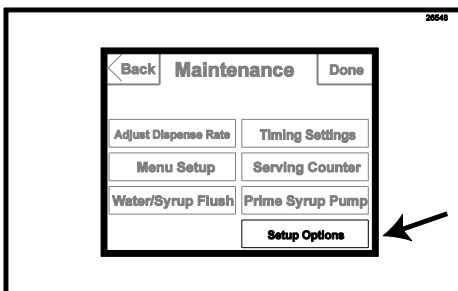 26548
Back Maintenance Done
Adjust Dispense Rate Timing Settings
Menu Setup Serving Counter
Water/Syrup Flush Prime Syrup Pump
Setup Options